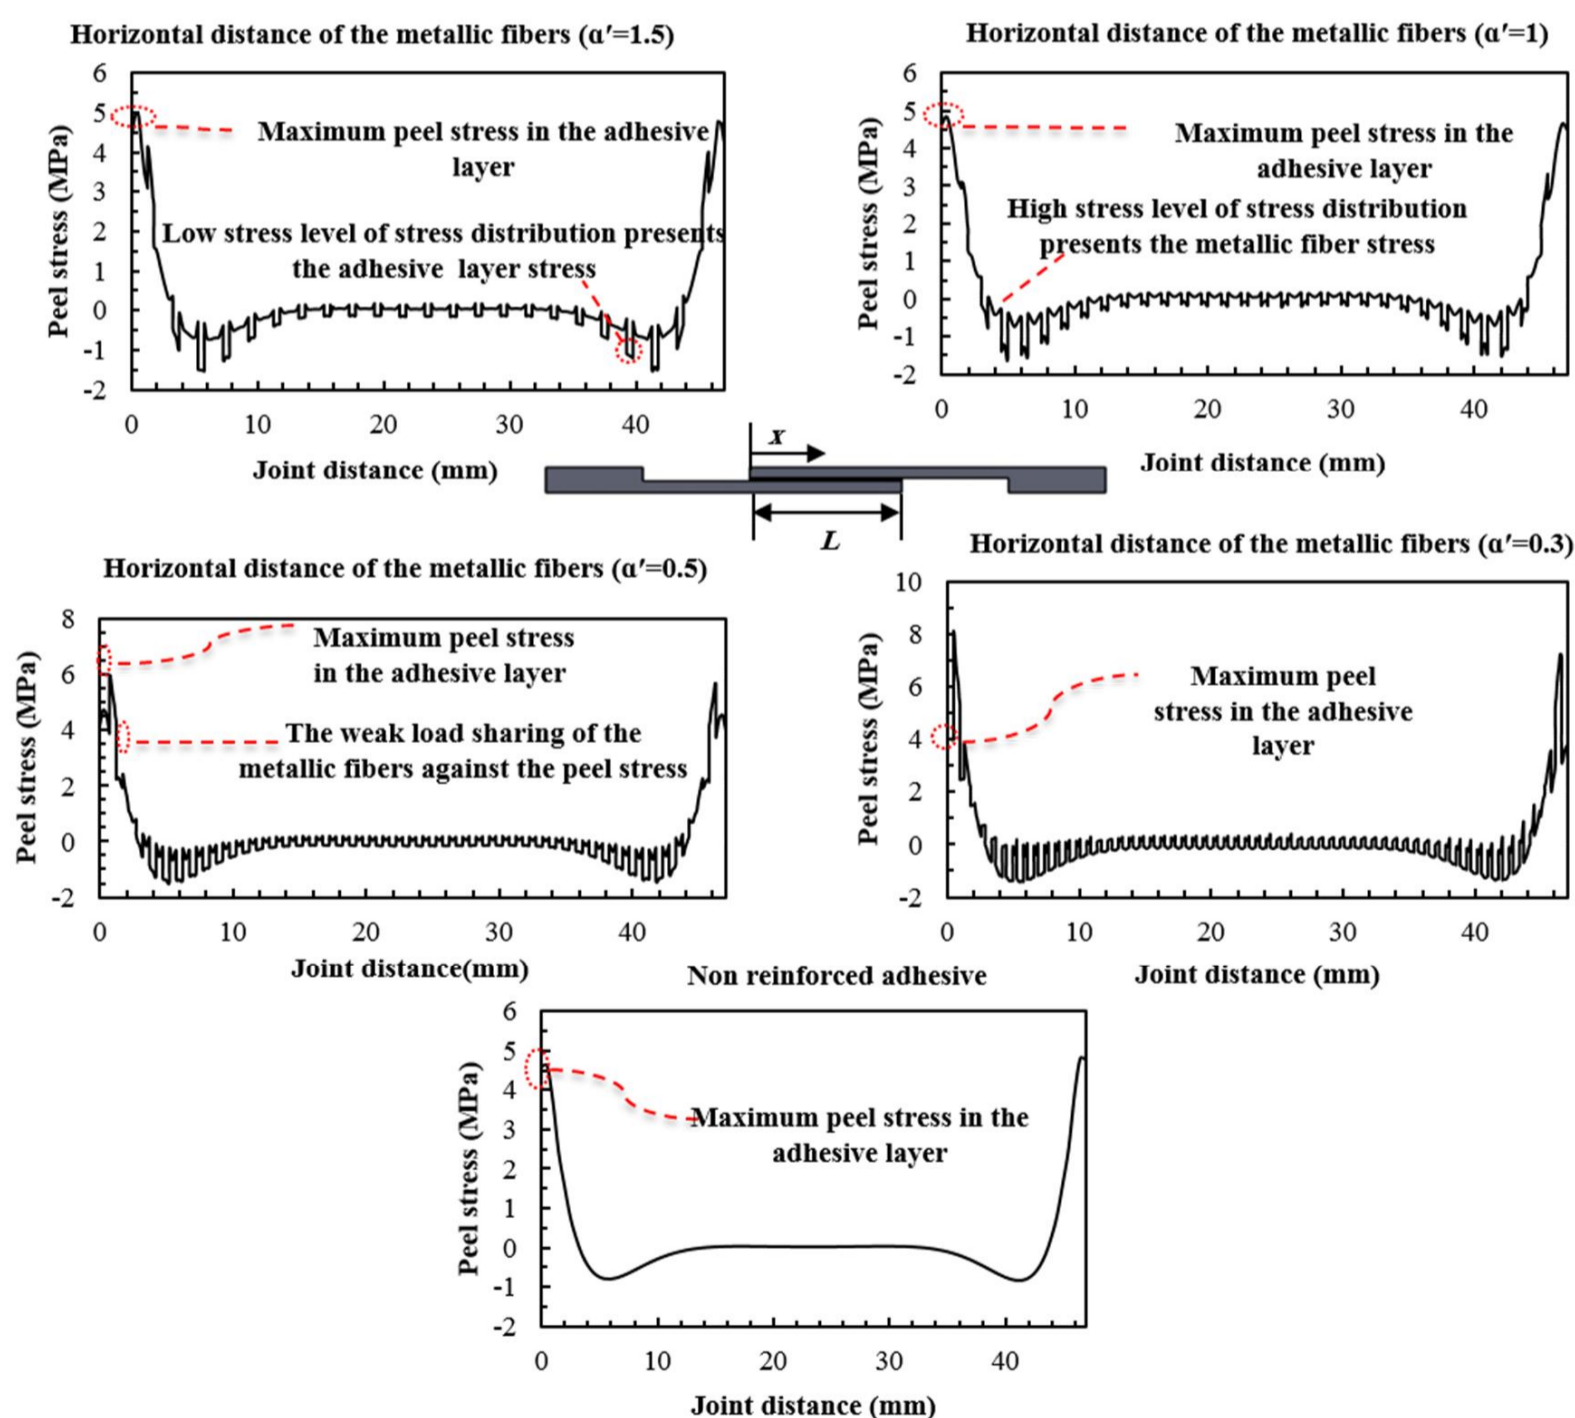 Horizontal distance of the metallic fibers (α′=1.5)
6
5
4
3
2
1
0
-1
-2
Peel stress (MPa)
Maximum peel stress in the adhesive
layer
Low stress level of stress distribution presents
the adhesive layer stress
0 10 20 30 40
Joint distance (mm)
Horizontal distance of the metallic fibers (α′=1)
6
5
4
3
2
1
0
-1
-2
Peel stress (MPa)
Maximum peel stress in the
adhesive layer
High stress level of stress distribution
presents the metallic fiber stress
0 10 20 30 40
Joint distance (mm)
x
L
Horizontal distance of the metallic fibers (α′=0.5)
8
6
4
2
0
-2
Peel stress (MPa)
Maximum peel stress
in the adhesive layer
The weak load sharing of the
metallic fibers against the peel stress
0 10 20 30 40
Joint distance(mm)
Horizontal distance of the metallic fibers (α′=0.3)
10
8
6
4
2
0
-2
Peel stress (MPa)
Maximum peel
stress in the adhesive
layer
0 10 20 30 40
Joint distance (mm)
Non reinforced adhesive
6
5
4
3
2
1
0
-1
-2
Peel stress (MPa)
Maximum peel stress in the
adhesive layer
0 10 20 30 40
Joint distance (mm)